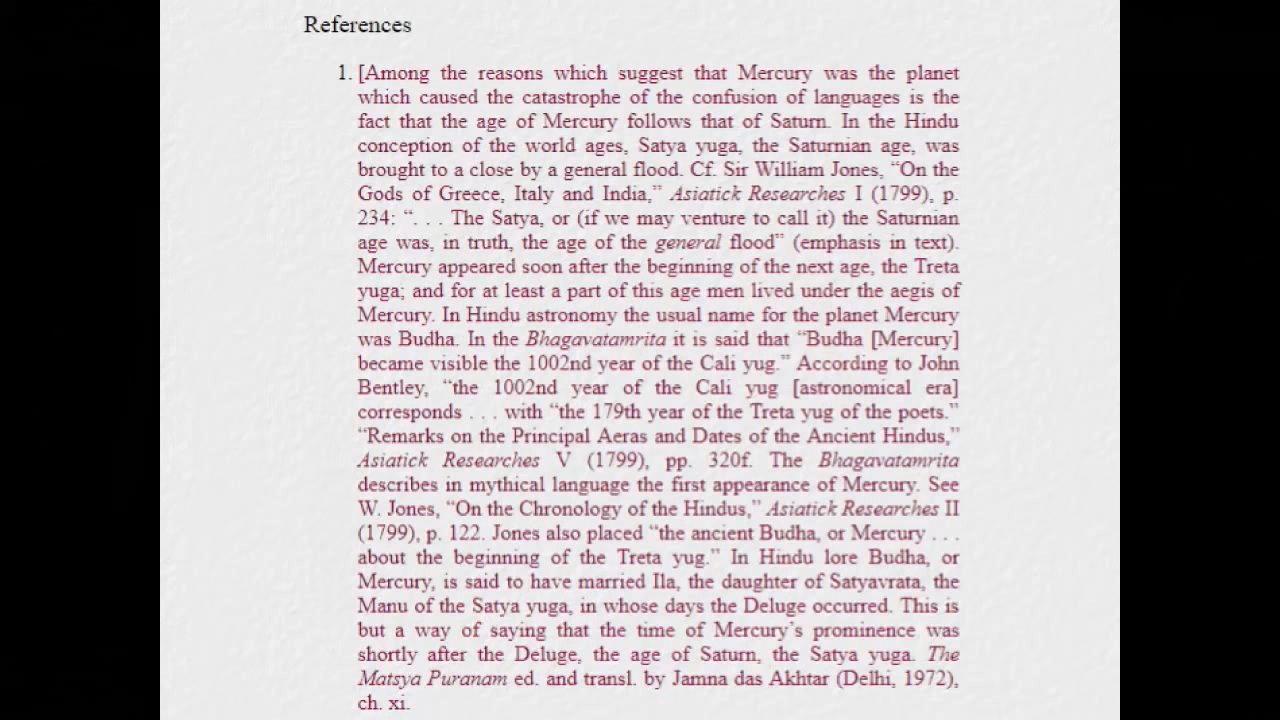 References
1. [Among the reasons which suggest that Mercury was the planet
which caused the catastrophe of the confusion of languages is the
fact that the age of Mercury follows that of Saturn. In the Hindu
conception of the world ages, Satya yuga, the Saturnian age, was
brought to a close by a general flood. Cf. Sir William Jones, “On the
Gods of Greece, Italy and India,” Asiatick Researches I (1799), p.
234: “. . . The Satya, or (if we may venture to call it) the Saturnian
age was, in truth, the age of the general flood” (emphasis in text).
Mercury appeared soon after the beginning of the next age, the Treta
yuga; and for at least a part of this age men lived under the aegis of
Mercury. In Hindu astronomy the usual name for the planet Mercury
was Budha. In the Bhagavatamrita it is said that “Budha [Mercury]
became visible the 1002nd year of the Cali yug.” According to John
Bentley, “the 1002nd year of the Cali yug [astronomical era]
corresponds . . . with “the 179th year of the Treta yug of the poets.”
“Remarks on the Principal Aeras and Dates of the Ancient Hindus,”
Asiatick Researches V (1799), pp. 320f. The Bhagavatamrita
describes in mythical language the first appearance of Mercury. See
W. Jones, “On the Chronology of the Hindus,” Asiatick Researches II
(1799), p. 122. Jones also placed “the ancient Budha, or Mercury . . .
about the beginning of the Treta yug.” In Hindu lore Budha, or
Mercury, is said to have married Ila, the daughter of Satyavrata, the
Manu of the Satya yuga, in whose days the Deluge occurred. This is
but a way of saying that the time of Mercury’s prominence was
shortly after the Deluge, the age of Saturn, the Satya yuga. The
Matsya Puranam ed. and transl. by Jamna das Akhtar (Delhi, 1972),
ch. xi.